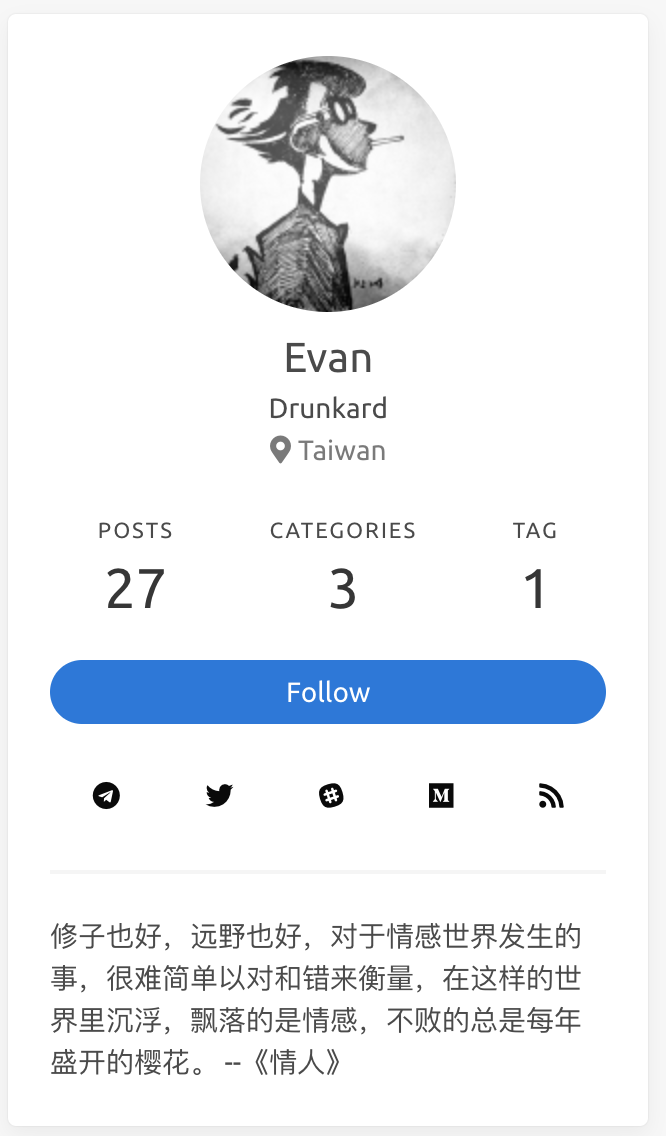 Evan
Drunkard
Taiwan
POSTS CATEGORIES TAG
27 3 1
Follow
修子也好，远野也好，对于情感世界发生的
事，很难简单以对和错来衡量，在这样的世
界里沉浮，飘落的是情感，不败的总是每年
盛开的樱花。 --《情人》